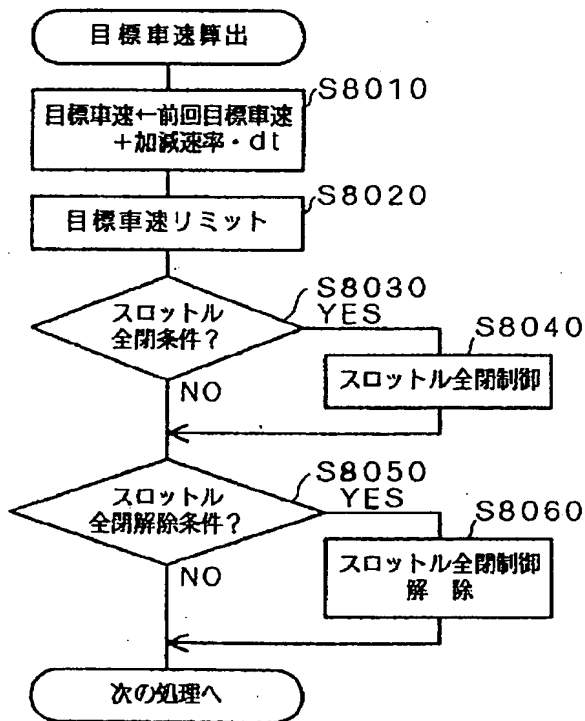 目標車速算出
S8010
目標車速←前回目標車速
+加減速率・dt
S8020
目標車速リミット
S8030
スロットル
全閉条件?
YES
S8040
スロットル全閉制御
NO
S8050
スロットル
全閉解除条件?
YES
S8060
スロットル全閉制御
解 除
NO
次の処理へ